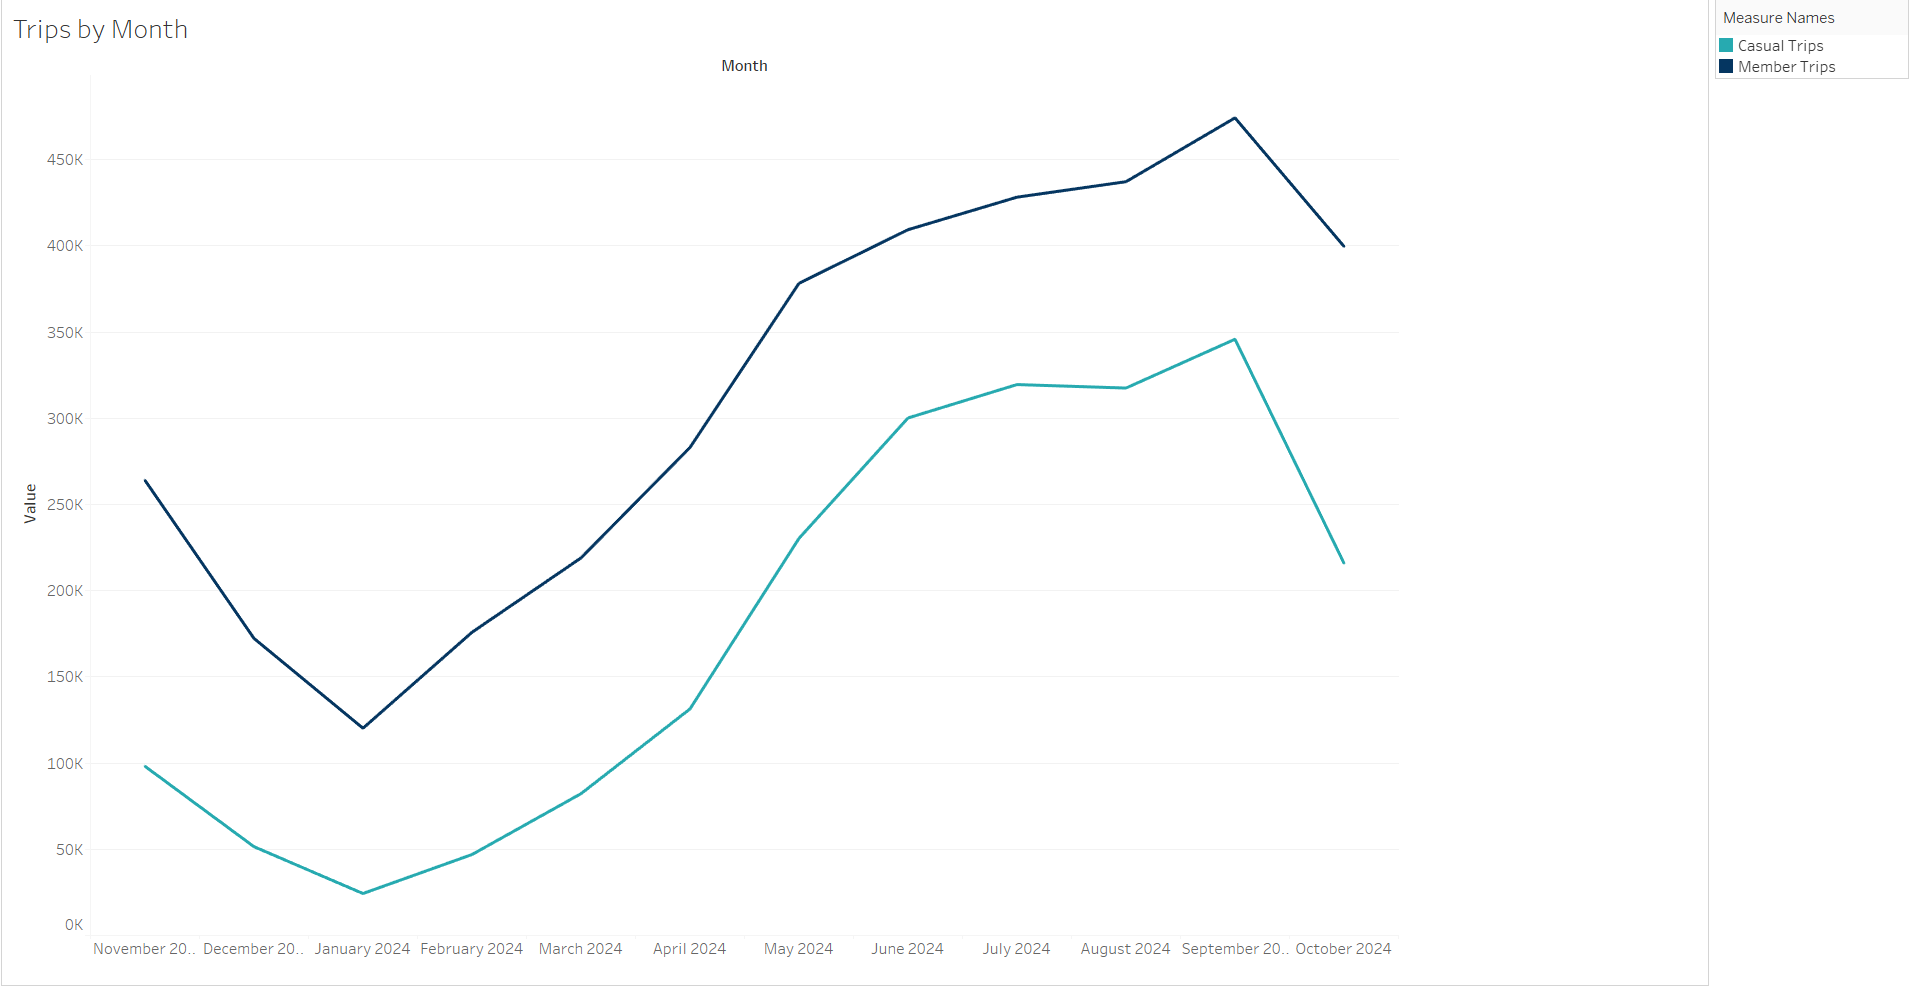 Trips by Month
Measure Names
Casual Trips
Member Trips
Month
450K
400K
350K
300K
250K
200K
150K
100K
50K
0K
Value
November 20.. December 20.. January 2024 February 2024 March 2024 April 2024 May 2024 June 2024 July 2024 August 2024 September 20.. October 2024